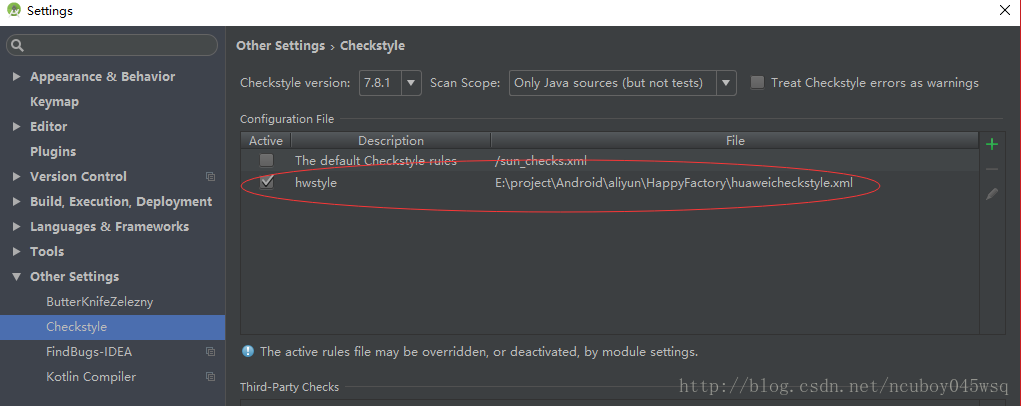 Settings
Appearance & Behavior
Keymap
Editor
Plugins
Version Control
Build, Execution, Deployment
Languages & Frameworks
Tools
Other Settings
ButterKnifeZelezny
Checkstyle
FindBugs-IDEA
Kotlin Compiler
Other Settings › Checkstyle
Checkstyle version: 7.8.1 Scan Scope: Only Java sources (but not tests) Treat Checkstyle errors as warnings
Configuration File
Active Description File
The default Checkstyle rules /sun_checks.xml
hwstyle E:\project\Android\aliyun\HappyFactory\huaweicheckstyle.xml
The active rules file may be overridden, or deactivated, by module settings.
Third-Party Checks
http://blog.csdn.net/ncuboy045wsq